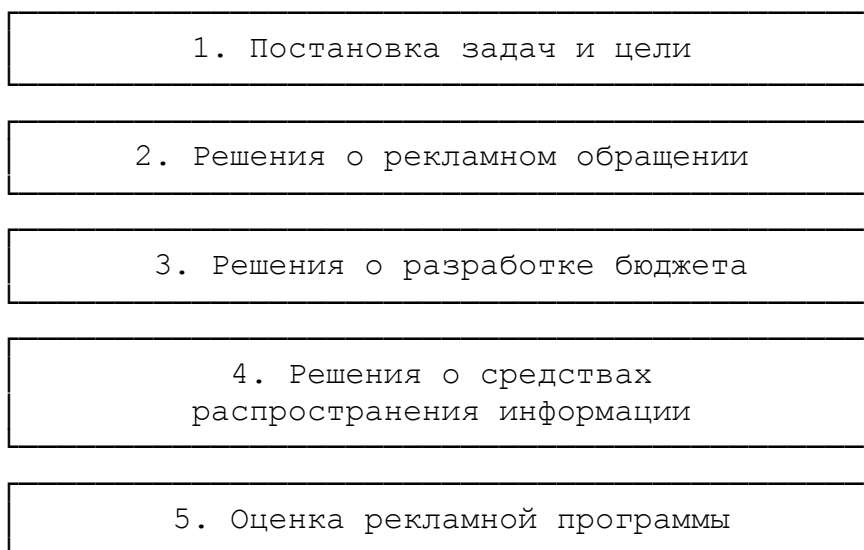 1. Постановка задач и цели
2. Решения о рекламном обращении
3. Решения о разработке бюджета
4. Решения о средствах
распространения информации
5. Оценка рекламной программы